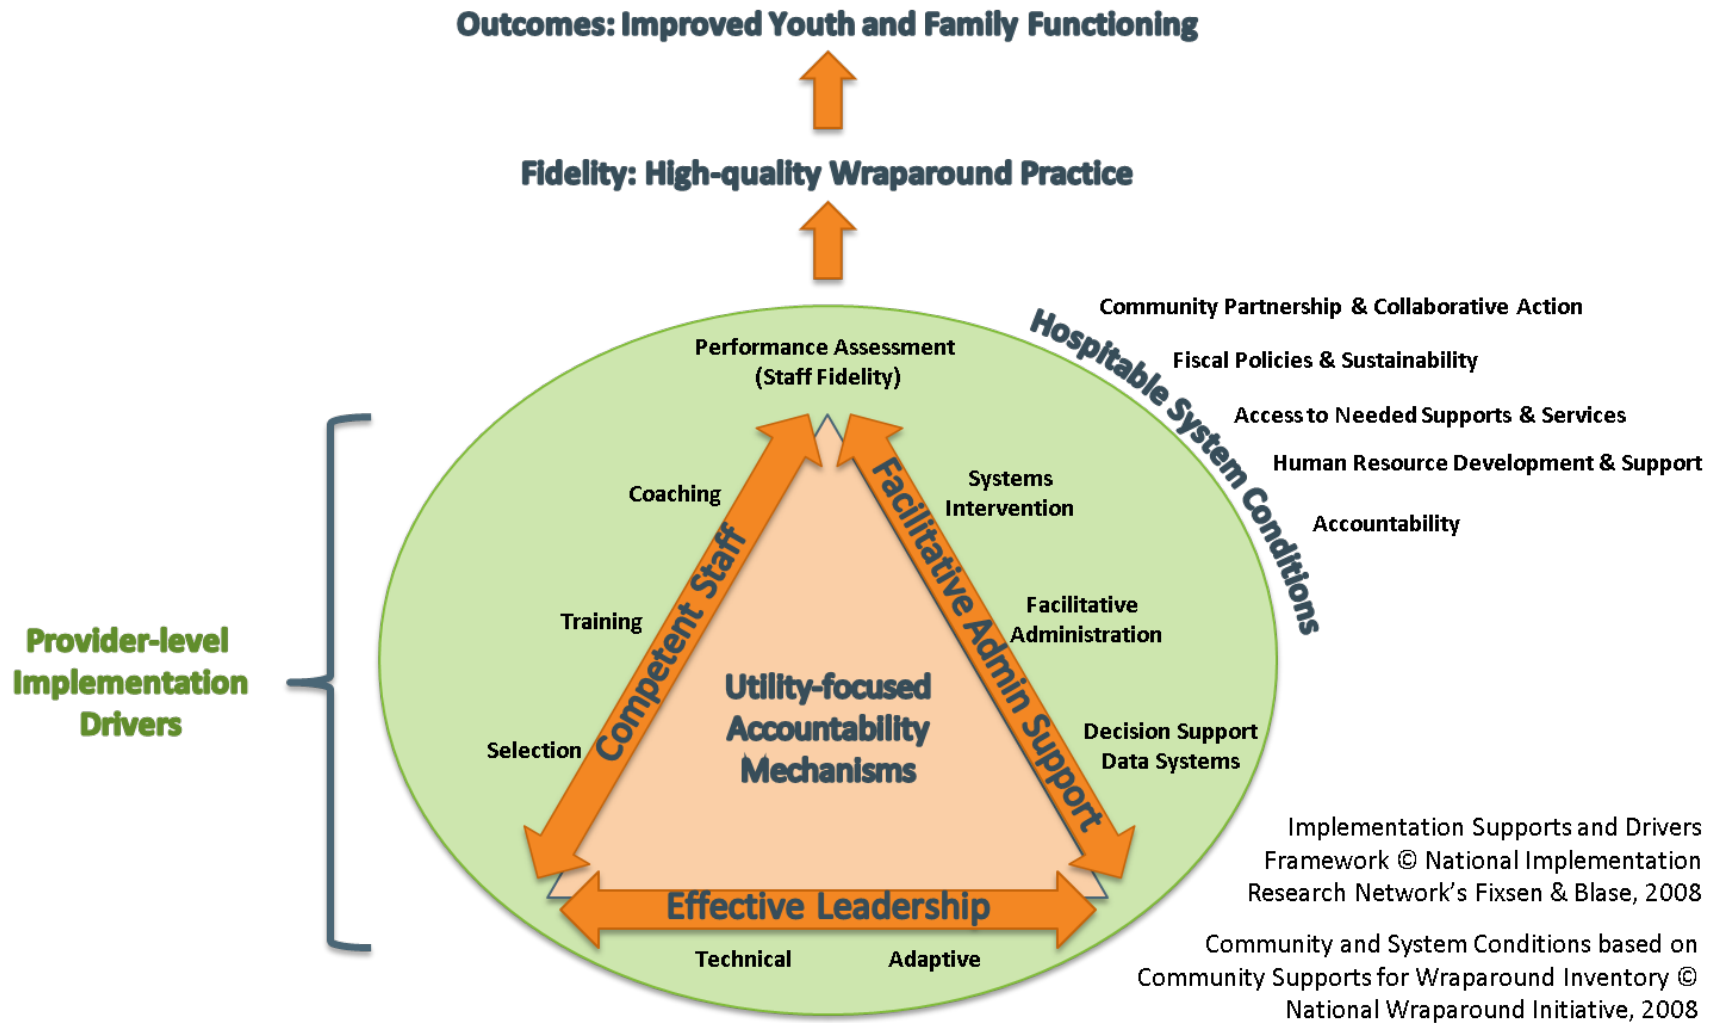 Outcomes: Improved Youth and Family Functioning
Fidelity: High-quality Wraparound Practice
Hospitable System Conditions
Community Partnership & Collaborative Action
Fiscal Policies & Sustainability
Access to Needed Supports & Services
Human Resource Development & Support
Accountability
Performance Assessment
(Staff Fidelity)
Coaching
Training
Selection
Competent Staff
Facilitative Admin Support
Systems
Intervention
Facilitative
Administration
Decision Support
Data Systems
Utility-focused
Accountability
Mechanisms
Effective Leadership
Technical
Adaptive
Provider-level
Implementation
Drivers
Implementation Supports and Drivers
Framework © National Implementation
Research Network’s Fixsen & Blase, 2008
Community and System Conditions based on
Community Supports for Wraparound Inventory ©
National Wraparound Initiative, 2008